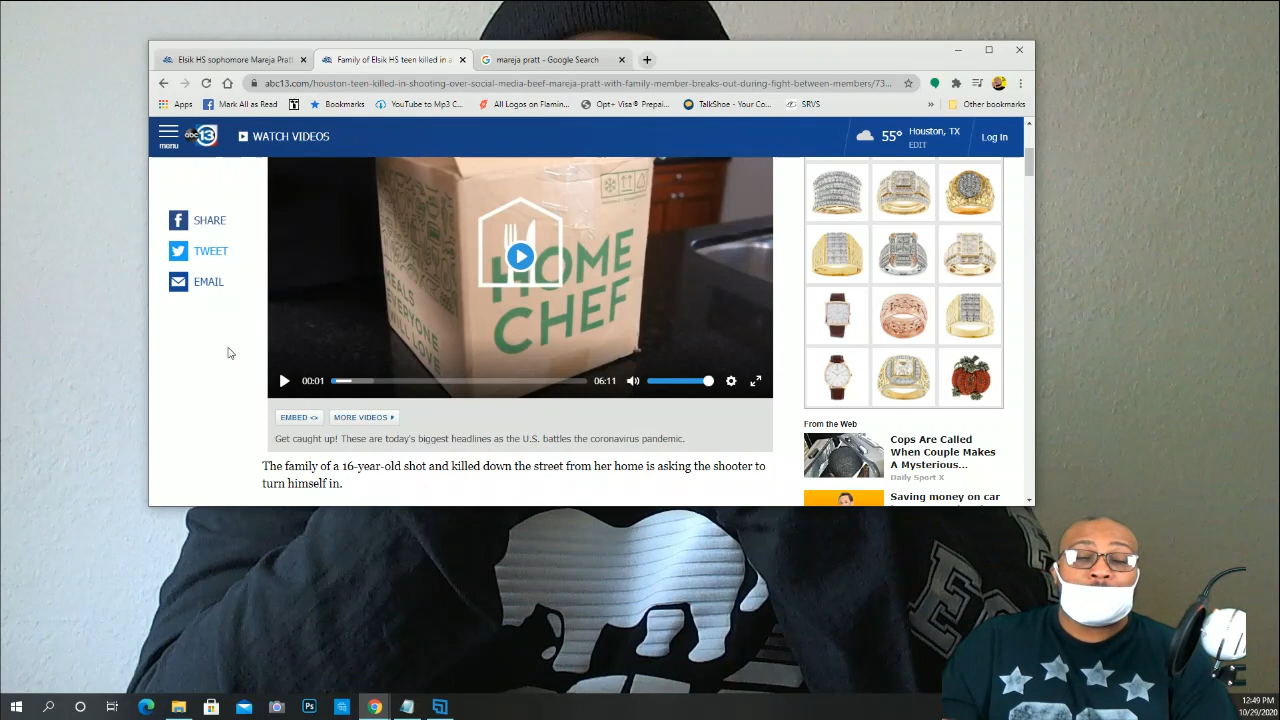 Elsik HS sophomore Mareja Prat
Family of Elsik HS teen killed in a
mareja pratt - Google Search
abc13.com/houston-teen-killed-in-shooting-over-social-media-beef-mareja-pratt-with-family-member-breaks-out-during-fight-between-members/73...
Apps
Mark All as Read
Bookmarks
YouTube to Mp3 C...
All Logos on Flamin...
Opt+ Visa® Prepai...
TalkShoe - Your Co...
SRVS
»
Other bookmarks
menu
abc 13
WATCH VIDEOS
55°
Houston, TX
EDIT
Log In
SHARE
TWEET
EMAIL
HOME
CHEF
MEALS
EVERYONE
WILL LOVE
00:01
06:11
EMBED <>
MORE VIDEOS
Get caught up! These are today's biggest headlines as the U.S. battles the coronavirus pandemic.
The family of a 16-year-old shot and killed down the street from her home is asking the shooter to
turn himself in.
From the Web
Cops Are Called
When Couple Makes
A Mysterious...
Daily Sport X
Saving money on car
12:49 PM
10/29/2020